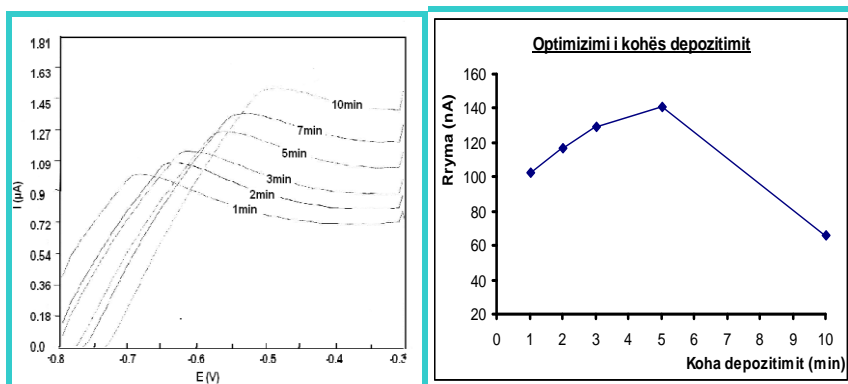 1.81
1.63
1.45
1.27
1.09
0.9
0.72
0.54
0.36
0.18
0.0
I (µA)
10min
7min
5min
3min
2min
1min
-0.8
-0.7
-0.6
-0.5
-0.4
E (V)
Optimizimi i kohës depozitimit
Rryma (nA)
160
140
120
100
80
60
40
20
0 1 2 3 4 5 6 7 8 9 10
Koha depozitimit (min)